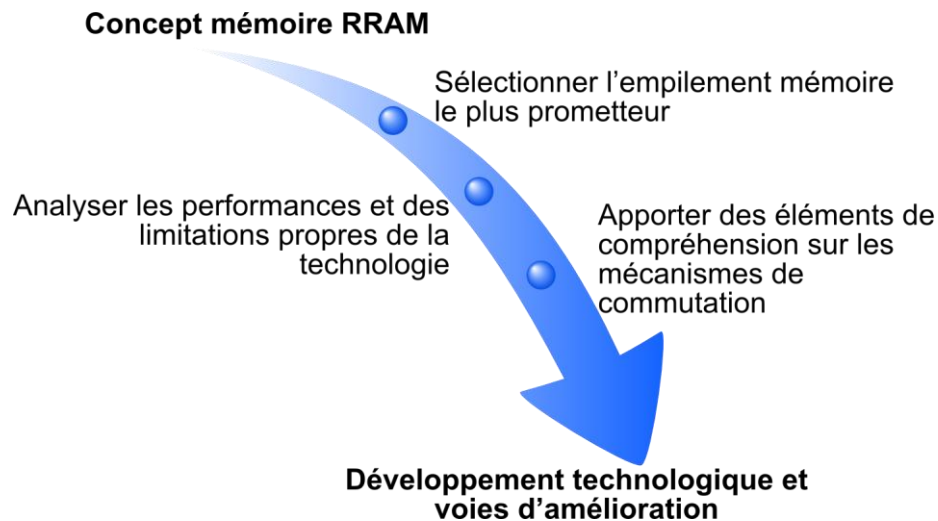 Concept mémoire RRAM
Sélectionner l’empilement mémoire
le plus prometteur
Analyser les performances et des
limitations propres de la
technologie
Apporter des éléments de
compréhension sur les
mécanismes de
commutation
Développement technologique et
voies d’amélioration